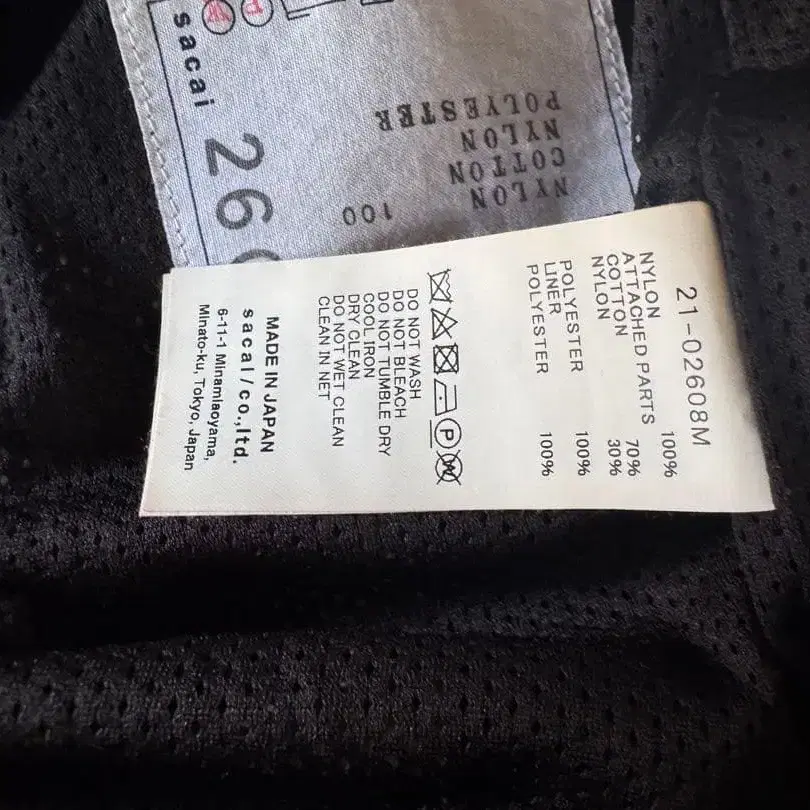 sacai
26
POLYESTER
NYLON
COTTON
NYLON
100
21-02608M
NYLON 100%
ATTACHED PARTS
COTTON 70%
NYLON 30%
POLYESTER 100%
LINER
POLYESTER 100%
P
W
DO NOT WASH
DO NOT BLEACH
DO NOT TUMBLE DRY
COOL IRON
DRY CLEAN
DO NOT WET CLEAN
CLEAN IN NET
MADE IN JAPAN
sacai/co.,ltd.
6-11-1 Minamiaoyama,
Minato-ku, Tokyo, Japan